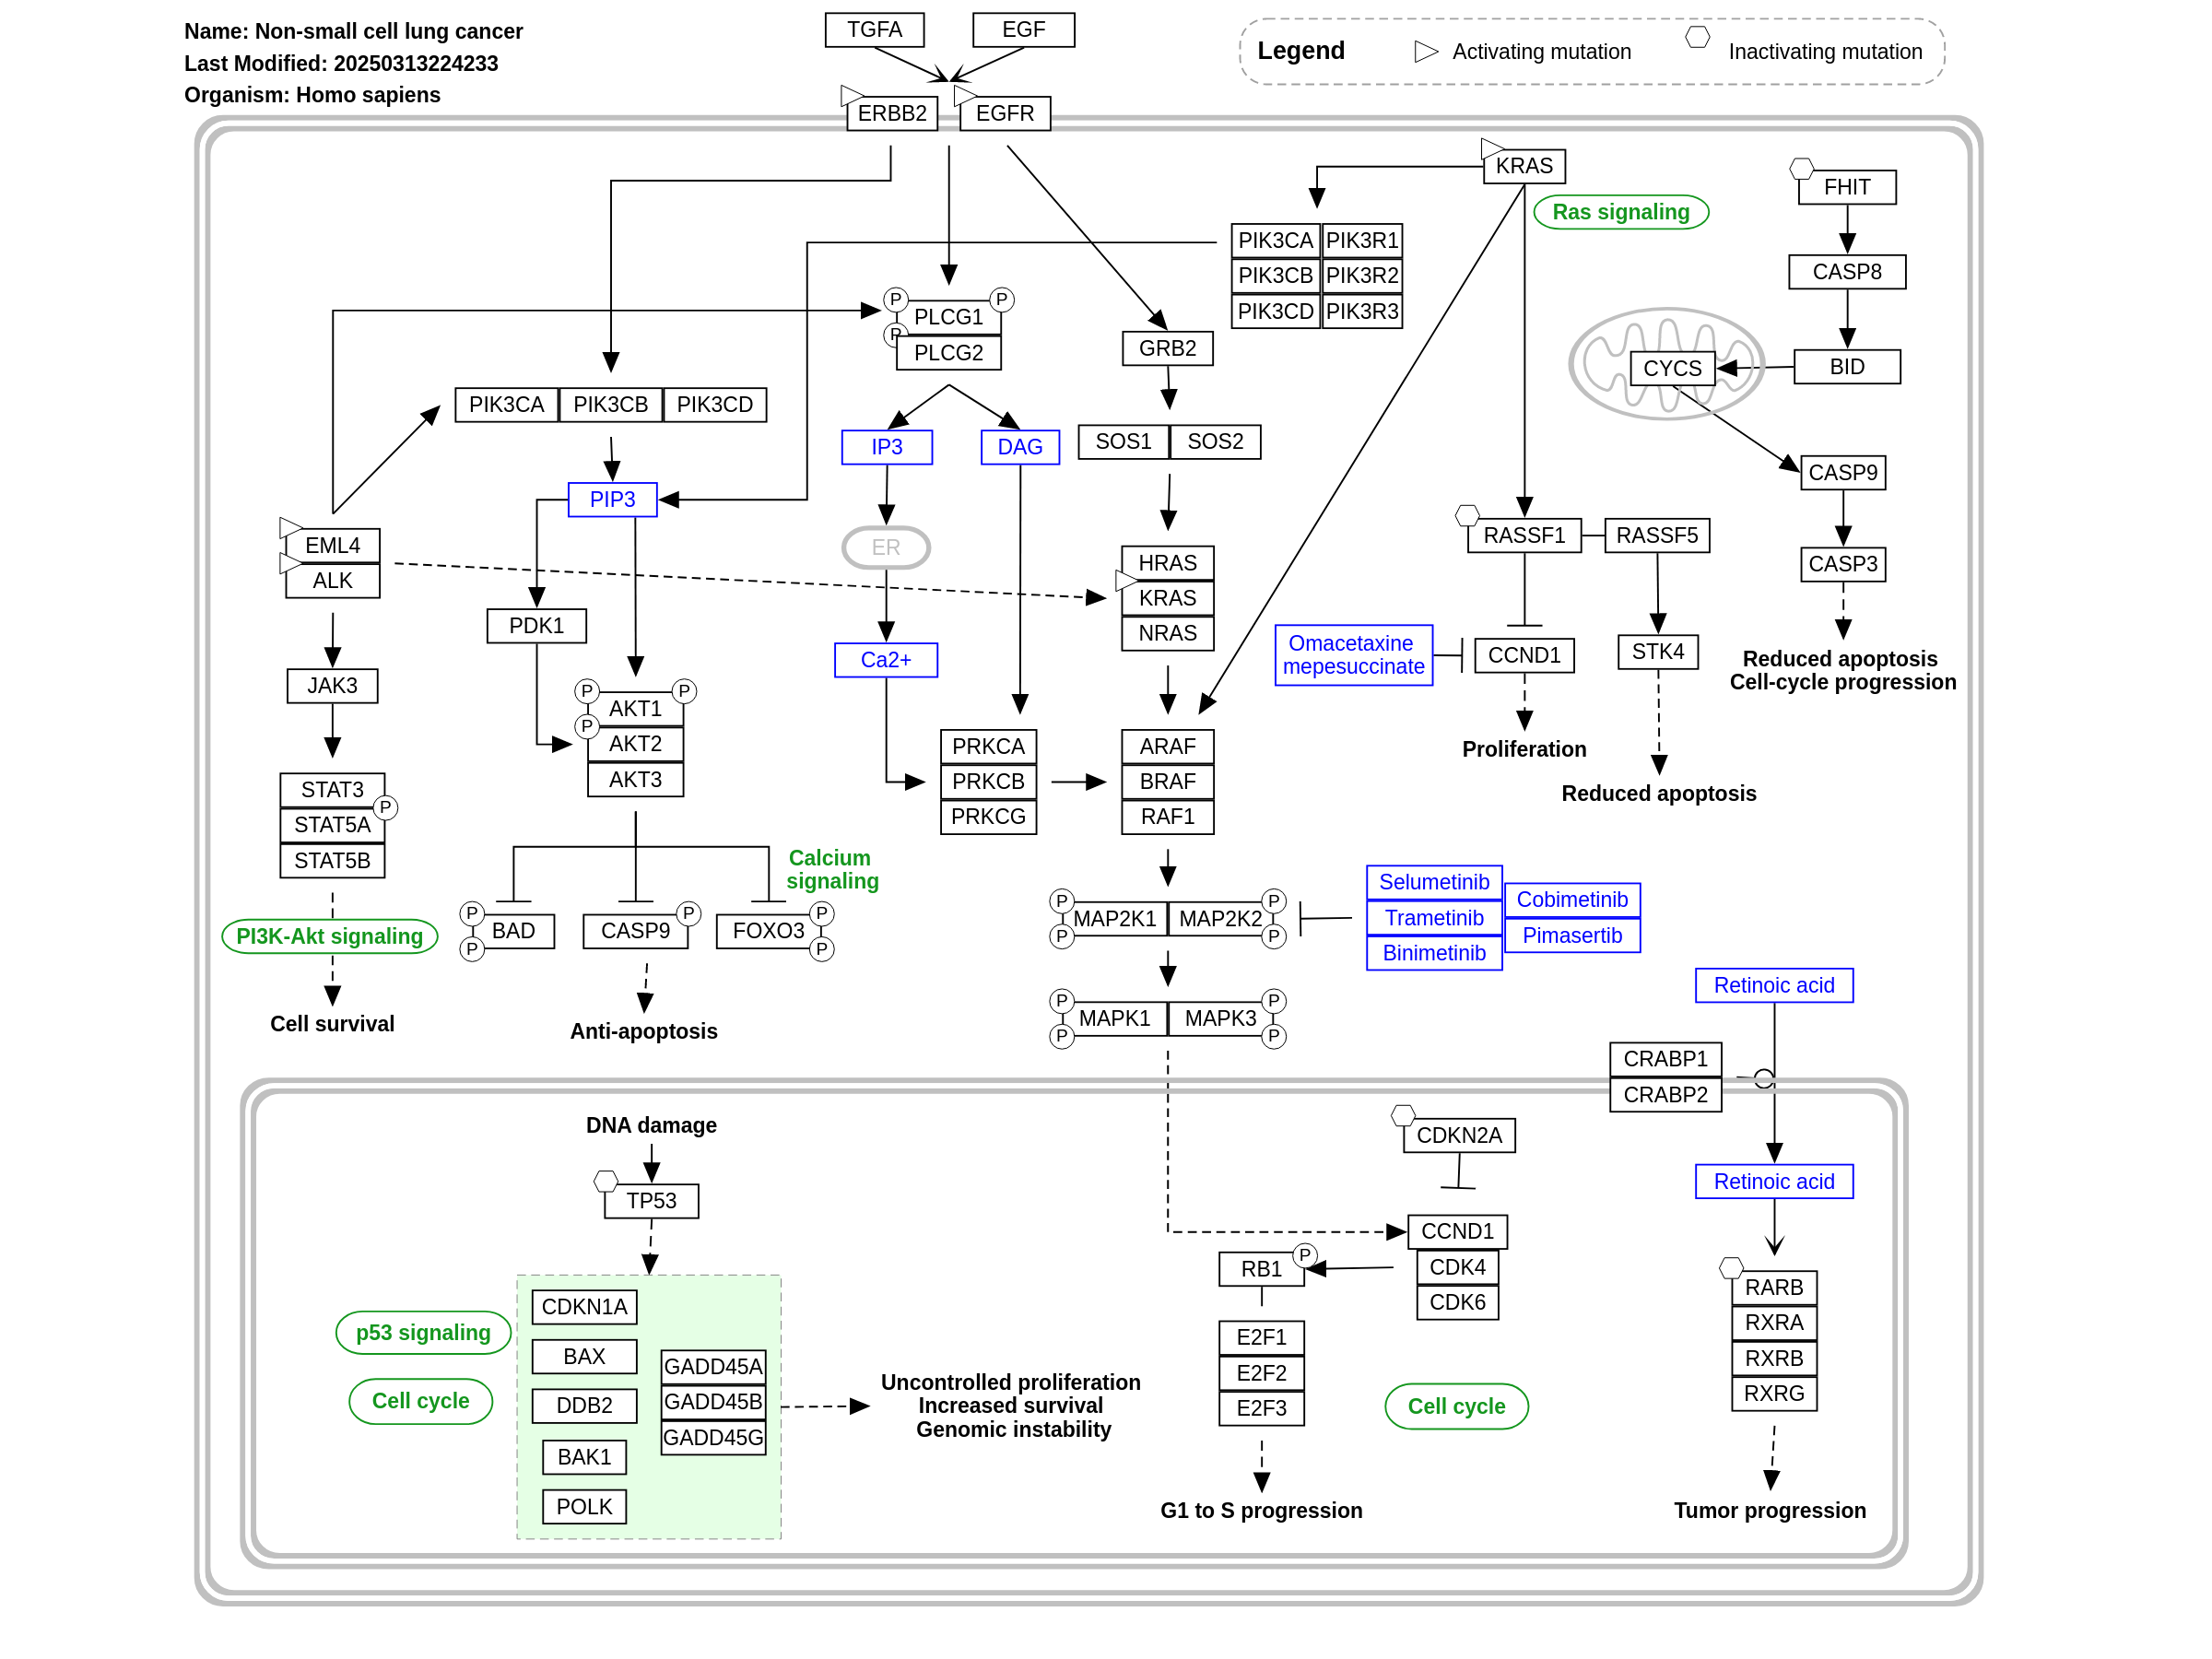 Name: Non-small cell lung cancer
Last Modified: 20250313224233
Organism: Homo sapiens
TGFA
EGF
Legend
Activating mutation
Inactivating mutation
ERBB2
EGFR
KRAS
Ras signaling
FHIT
CASP8
BID
CYCS
CASP9
CASP3
Reduced apoptosis
Cell-cycle progression
PIK3CA
PIK3R1
PIK3CB
PIK3R2
PIK3CD
PIK3R3
P
P
PLCG1
P
PLCG2
GRB2
PIK3CA
PIK3CB
PIK3CD
IP3
DAG
SOS1
SOS2
PIP3
ER
EML4
ALK
HRAS
KRAS
NRAS
RASSF1
RASSF5
PDK1
Ca2+
Omacetaxine
mepesuccinate
CCND1
STK4
Proliferation
Reduced apoptosis
JAK3
P
P
AKT1
P
AKT2
AKT3
STAT3
P
STAT5A
STAT5B
PRKCA
PRKCB
PRKCG
ARAF
BRAF
RAF1
Calcium
signaling
PI3K-Akt signaling
Cell survival
P
BAD
P
CASP9
P
FOXO3
P
P
Anti-apoptosis
P
MAP2K1
MAP2K2
P
P
P
Selumetinib
Trametinib
Binimetinib
Cobimetinib
Pimasertib
P
MAPK1
MAPK3
P
P
P
Retinoic acid
CRABP1
CRABP2
Retinoic acid
DNA damage
TP53
CDKN2A
CCND1
CDK4
CDK6
P
RB1
E2F1
E2F2
E2F3
G1 to S progression
Cell cycle
RARB
RXRA
RXRB
RXRG
Tumor progression
p53 signaling
Cell cycle
CDKN1A
BAX
DDB2
BAK1
POLK
GADD45A
GADD45B
GADD45G
Uncontrolled proliferation
Increased survival
Genomic instability